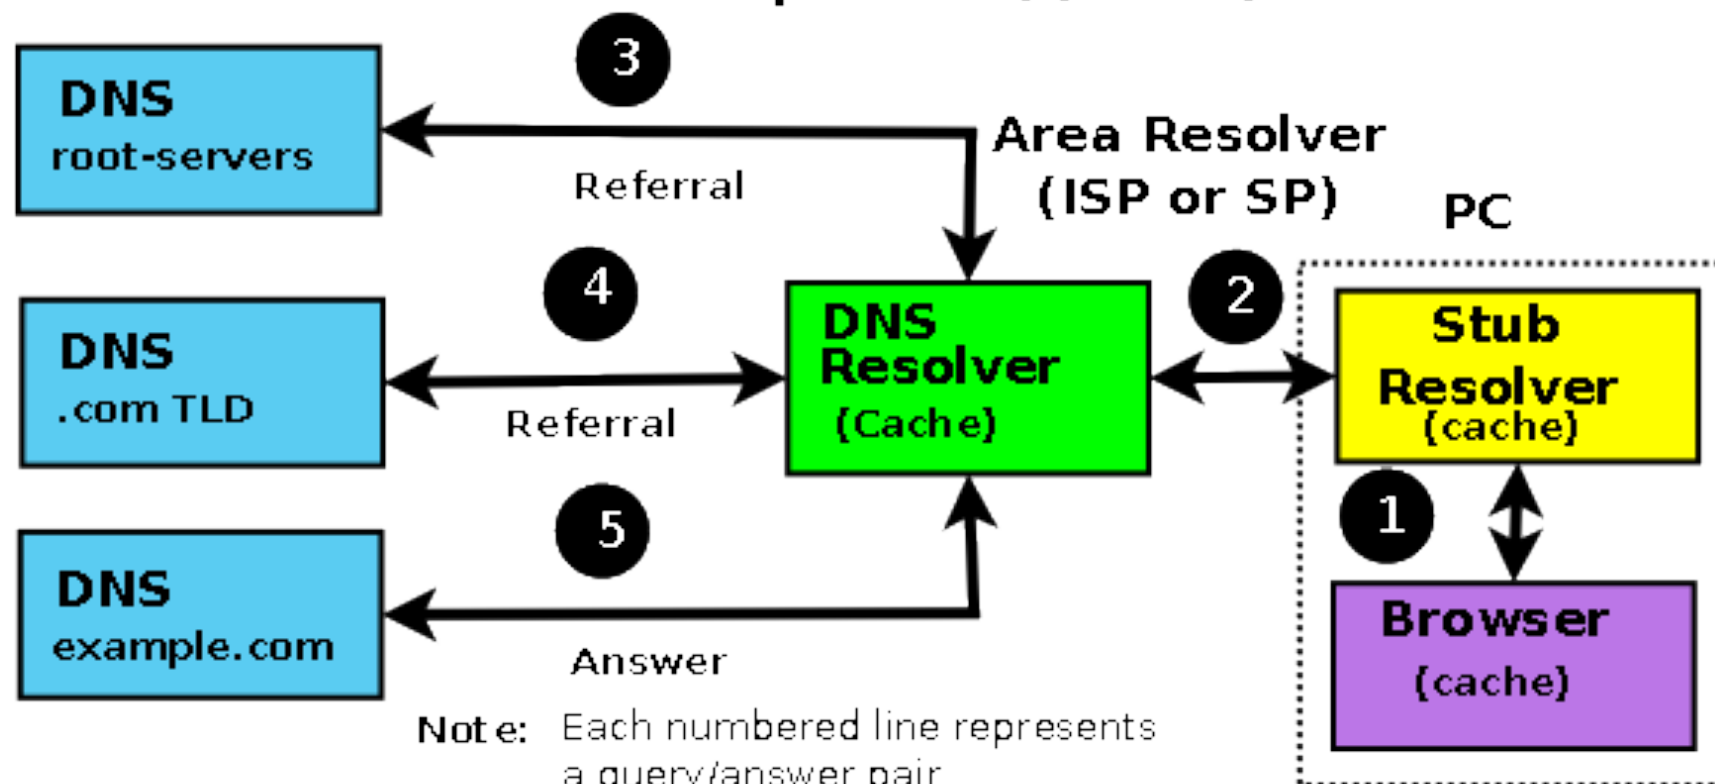 DNS
root-servers
3
Referral
Area Resolver
(ISP or SP)
PC
DNS
.com TLD
4
Referral
DNS
Resolver
(Cache)
2
Stub
Resolver
(cache)
1
DNS
example.com
5
Answer
Browser
(cache)
Note: Each numbered line represents
a query/answer pair